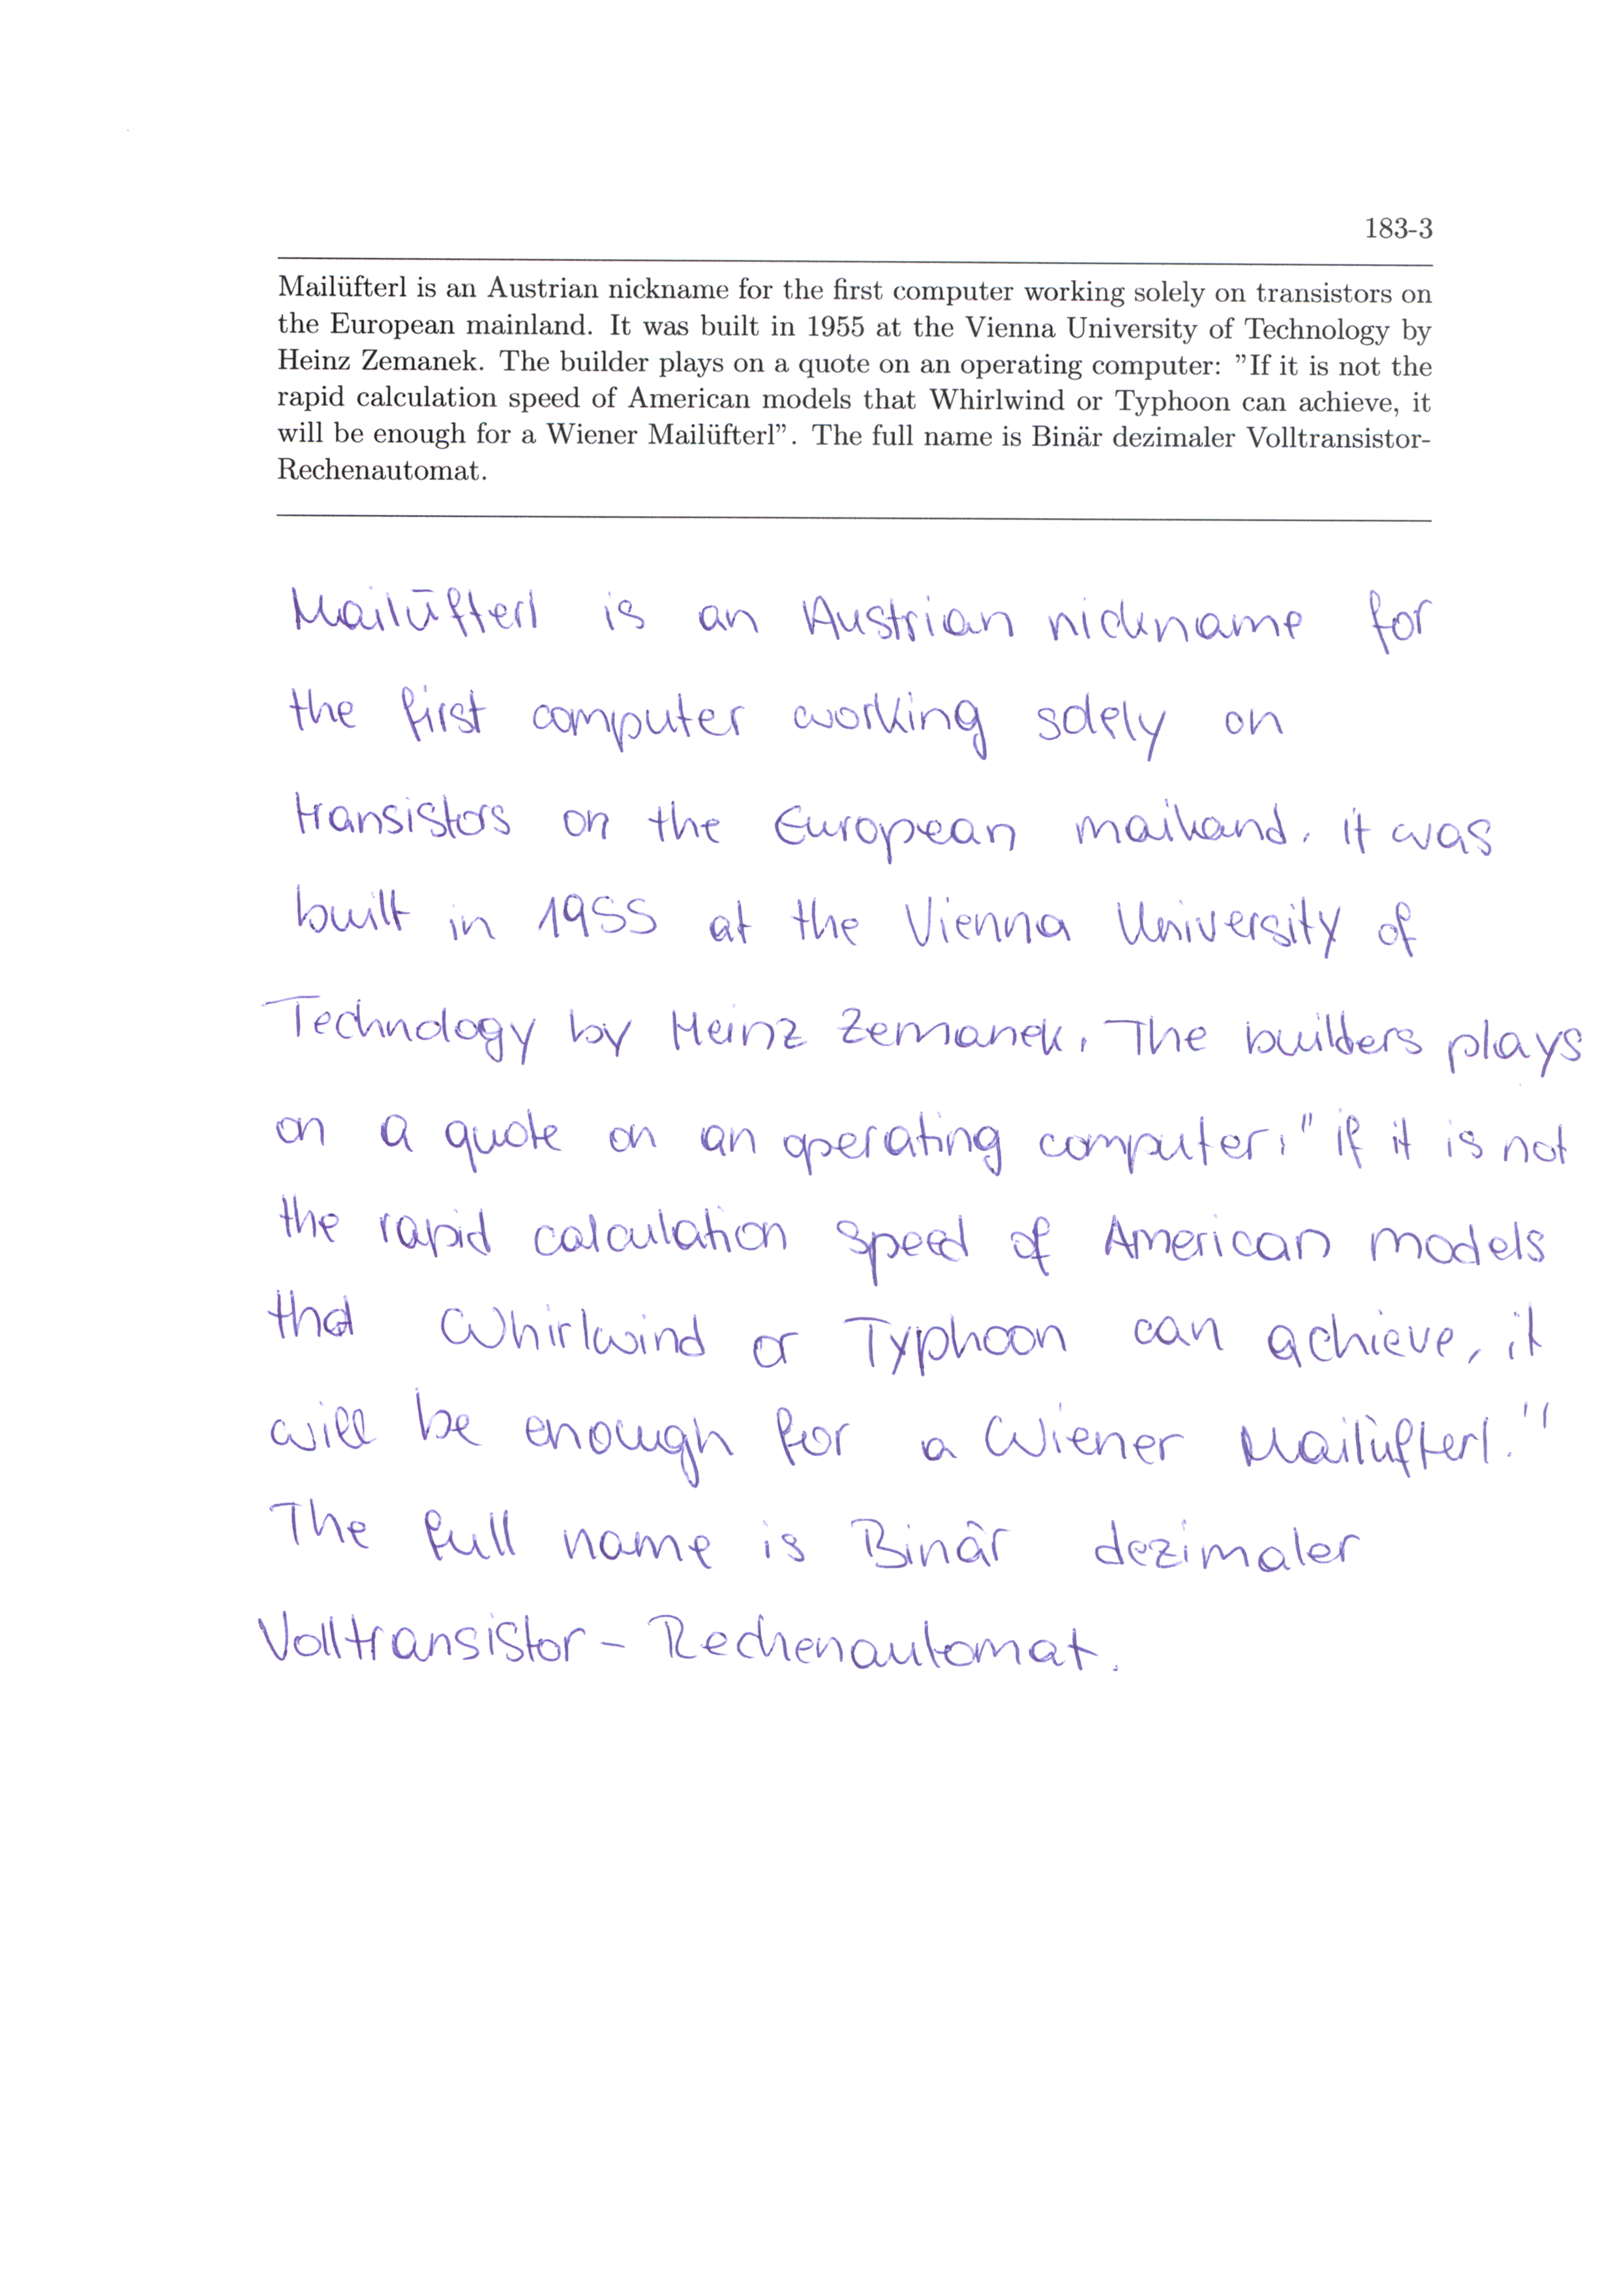 183-3
Mailüfterl is an Austrian nickname for the first computer working solely on transistors on
the European mainland. It was built in 1955 at the Vienna University of Technology by
Heinz Zemanek. The builder plays on a quote on an operating computer: ”If it is not the
rapid calculation speed of American models that Whirlwind or Typhoon can achieve, it
will be enough for a Wiener Mailüfterl”. The full name is Binär dezimaler Volltransistor-
Rechenautomat.
Mailüfterl is an Austrian nickname for
the first computer working solely on
transistors on the European mainland. it was
built in 1955 at the Vienna University of
Technology by Heinz Zemanek. The builders plays
on a quote on an operating computer: "if it is not
the rapid calculation speed of American models
that Whirlwind or Typhoon can achieve, it
will be enough for a Wiener Mailüfterl."
The full name is Binär dezimaler
Volltransistor - Rechenautomat.